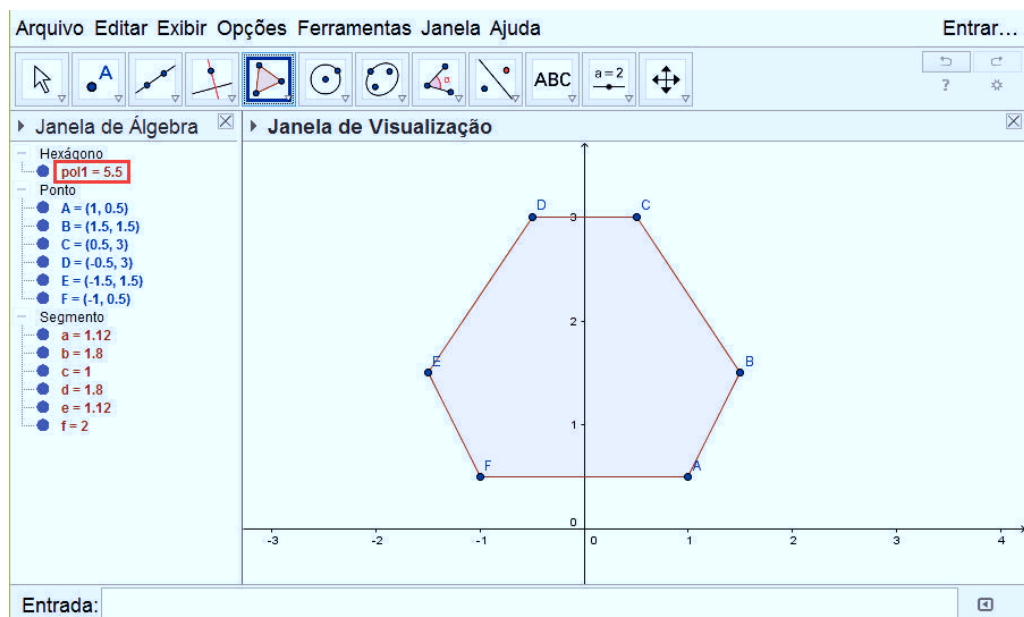 Arquivo Editar Exibir Opções Ferramentas Janela Ajuda Entrar...
A ABC a=2 ?
Janela de Álgebra
Hexágono
pol1 = 5.5
Ponto
A = (1, 0.5)
B = (1.5, 1.5)
C = (0.5, 3)
D = (-0.5, 3)
E = (-1.5, 1.5)
F = (-1, 0.5)
Segmento
a = 1.12
b = 1.8
c = 1
d = 1.8
e = 1.12
f = 2
Janela de Visualização
D C
3
2
E B
1
F A
0
-3 -2 -1 0 1 2 3 4
Entrada: